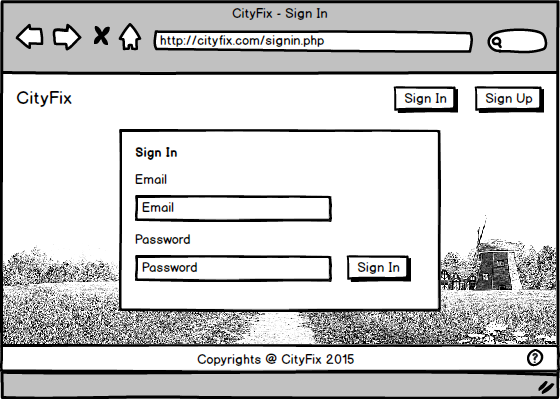 CityFix - Sign In
http://cityfix.com/signin.php
CityFix
Sign In
Sign Up
Sign In
Email
Email
Password
Password
Sign In
Copyrights @ CityFix 2015
?